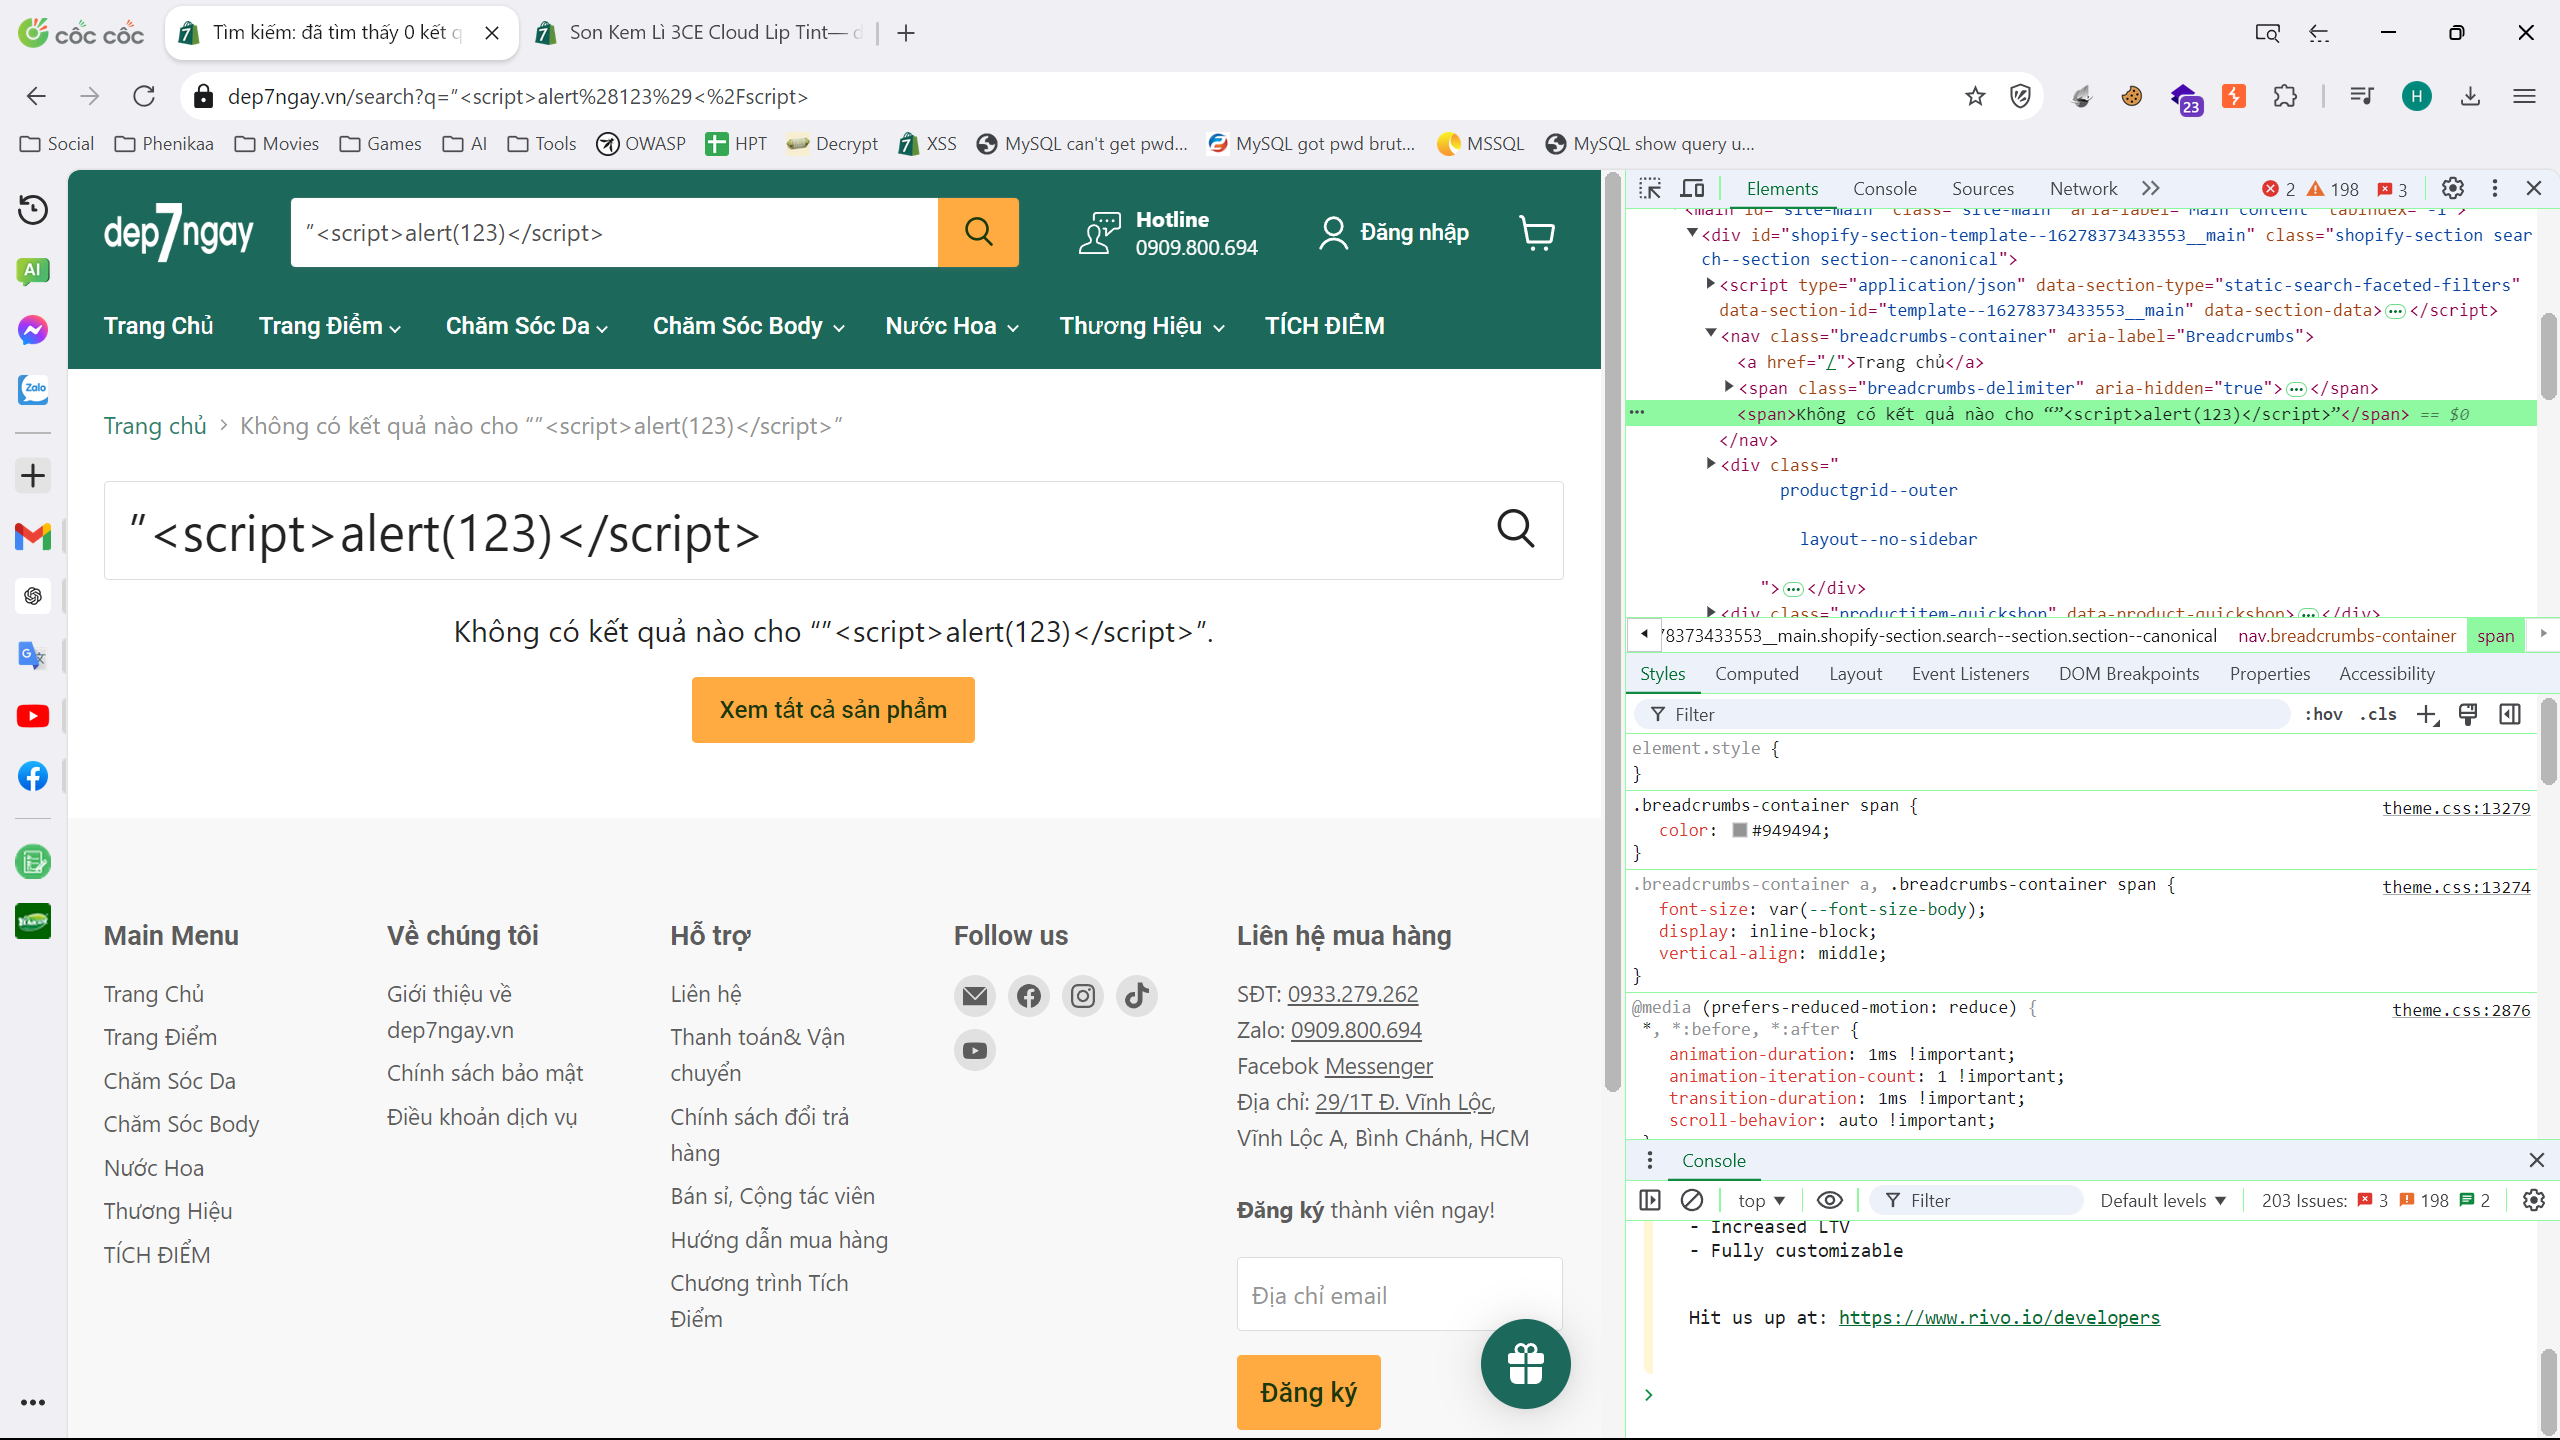 cốc cốc
Tìm kiếm: đã tìm thấy 0 kết q
Son Kem Lì 3CE Cloud Lip Tint— d
dep7ngay.vn/search?q=”<script>alert%28123%29<%2Fscript>
23
H
Social
Phenikaa
Movies
Games
AI
Tools
OWASP
HPT
Decrypt
XSS
MySQL can't get pwd...
MySQL got pwd brut...
MSSQL
MySQL show query u...
AI
Zalo
dep7ngay
”<script>alert(123)</script>
Hotline
0909.800.694
Đăng nhập
Trang Chủ
Trang Điểm
Chăm Sóc Da
Chăm Sóc Body
Nước Hoa
Thương Hiệu
TÍCH ĐIỂM
Trang chủ > Không có kết quả nào cho “”<script>alert(123)</script>”
”<script>alert(123)</script>
Không có kết quả nào cho “”<script>alert(123)</script>”.
Xem tất cả sản phẩm
Main Menu
Trang Chủ
Trang Điểm
Chăm Sóc Da
Chăm Sóc Body
Nước Hoa
Thương Hiệu
TÍCH ĐIỂM
Về chúng tôi
Giới thiệu về
dep7ngay.vn
Chính sách bảo mật
Điều khoản dịch vụ
Hỗ trợ
Liên hệ
Thanh toán& Vận
chuyển
Chính sách đổi trả
hàng
Bán sỉ, Cộng tác viên
Hướng dẫn mua hàng
Chương trình Tích
Điểm
Follow us
Liên hệ mua hàng
SĐT: 0933.279.262
Zalo: 0909.800.694
Facebok Messenger
Địa chỉ: 29/1T Đ. Vĩnh Lộc,
Vĩnh Lộc A, Bình Chánh, HCM
Đăng ký thành viên ngay!
Địa chỉ email
Đăng ký
Elements
Console
Sources
Network
2
198
3
<main id="site-main" class="site-main" aria-label="Main content" tabindex="-1">
<div id="shopify-section-template--16278373433553__main" class="shopify-section sear
ch--section section--canonical">
<script type="application/json" data-section-type="static-search-faceted-filters"
data-section-id="template--16278373433553__main" data-section-data>…</script>
<nav class="breadcrumbs-container" aria-label="Breadcrumbs">
<a href="/">Trang chủ</a>
<span class="breadcrumbs-delimiter" aria-hidden="true">…</span>
<span>Không có kết quả nào cho “”<script>alert(123)</script>”</span> == $0
</nav>
<div class="
productgrid--outer
layout--no-sidebar
">…</div>
<div class="productitem-quickshop" data-product-quickshop>…</div>
78373433553__main.shopify-section.search--section.section--canonical
nav.breadcrumbs-container
span
Styles
Computed
Layout
Event Listeners
DOM Breakpoints
Properties
Accessibility
Filter
:hov
.cls
element.style {
}
.breadcrumbs-container span {
theme.css:13279
color: #949494;
}
.breadcrumbs-container a, .breadcrumbs-container span {
theme.css:13274
font-size: var(--font-size-body);
display: inline-block;
vertical-align: middle;
}
@media (prefers-reduced-motion: reduce) {
theme.css:2876
*, *:before, *:after {
animation-duration: 1ms !important;
animation-iteration-count: 1 !important;
transition-duration: 1ms !important;
scroll-behavior: auto !important;
}
Console
top
Filter
Default levels
203 Issues:
3
198
2
- Increased LTV
- Fully customizable
Hit us up at: https://www.rivo.io/developers